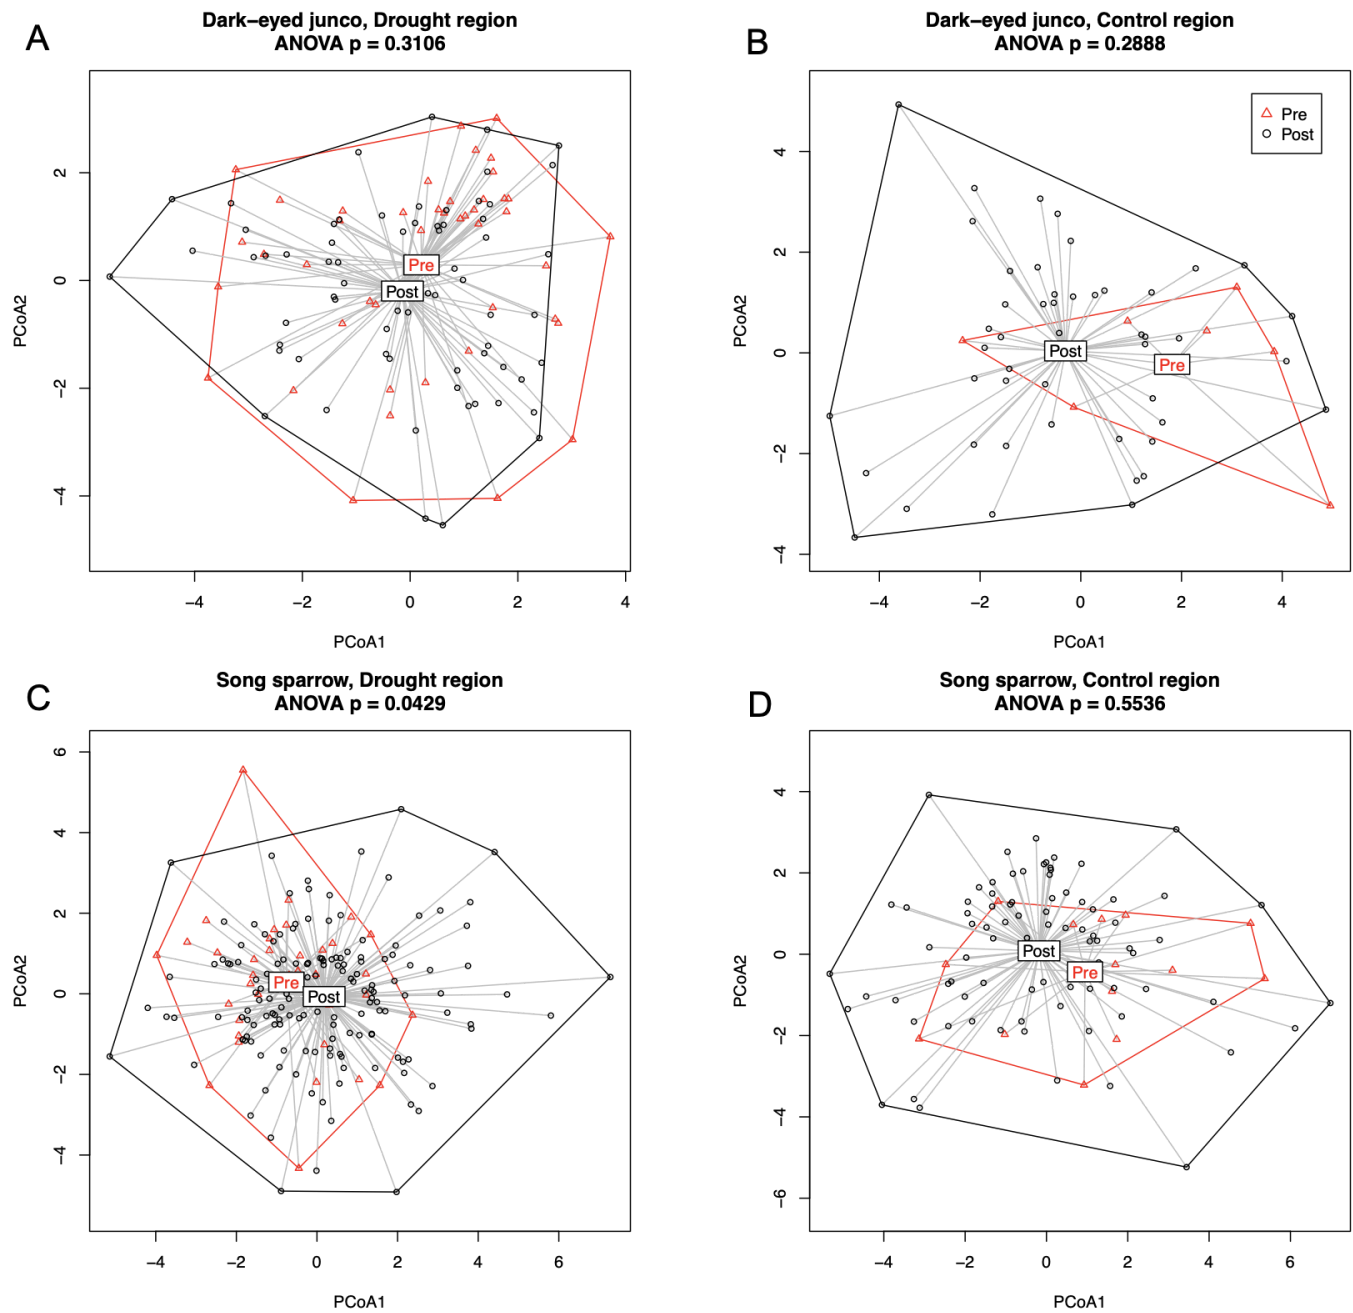 A
Dark−eyed junco, Drought region
ANOVA p = 0.3106
PCoA2
2
0
−2
−4
Pre
Post
−4 −2 0 2 4
PCoA1
B
Dark−eyed junco, Control region
ANOVA p = 0.2888
Pre
Post
PCoA2
4
2
0
−2
−4
Post
Pre
−4 −2 0 2 4
PCoA1
C
Song sparrow, Drought region
ANOVA p = 0.0429
PCoA2
6
4
2
0
−2
−4
Pre
Post
−4 −2 0 2 4 6
PCoA1
D
Song sparrow, Control region
ANOVA p = 0.5536
PCoA2
4
2
0
−2
−4
−6
Post
Pre
−4 −2 0 2 4 6
PCoA1